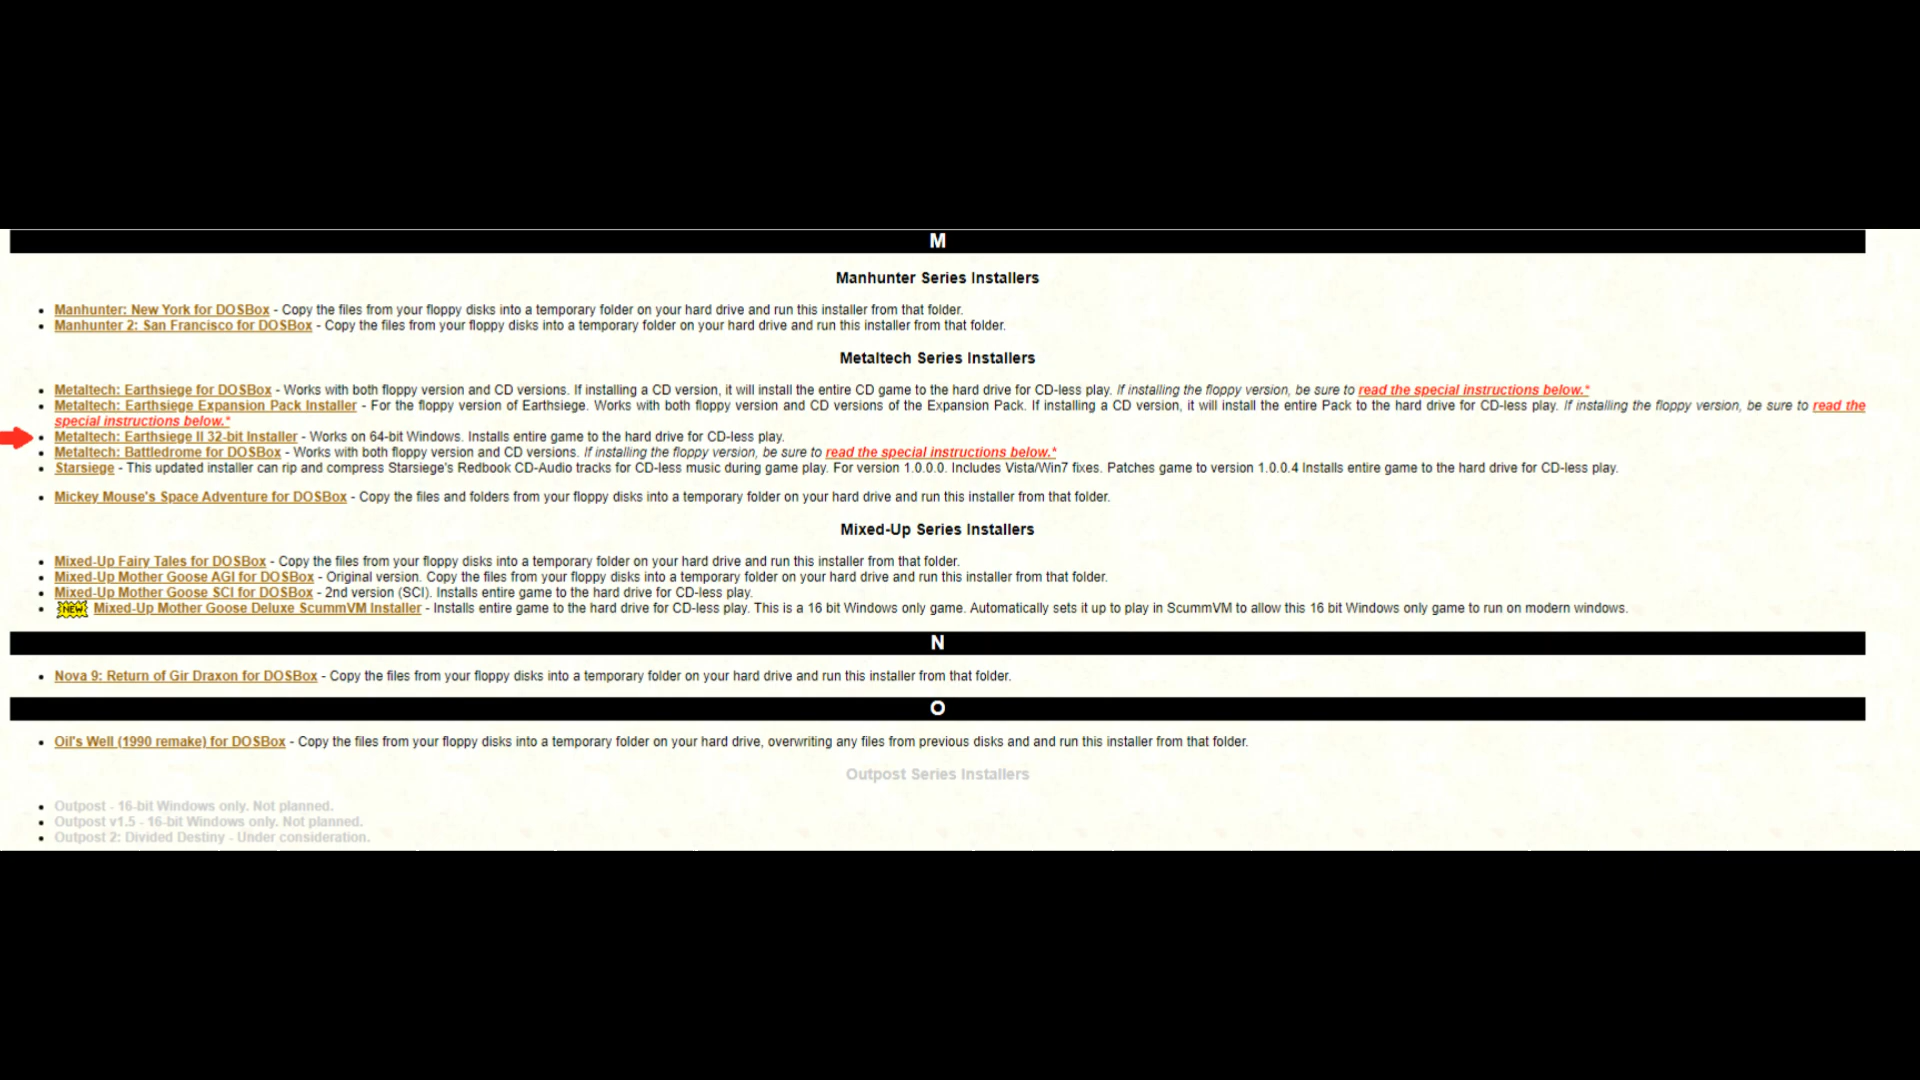 M
Manhunter Series Installers
Manhunter: New York for DOSBox - Copy the files from your floppy disks into a temporary folder on your hard drive and run this installer from that folder.
Manhunter 2: San Francisco for DOSBox - Copy the files from your floppy disks into a temporary folder on your hard drive and run this installer from that folder.
Metaltech Series Installers
Metaltech: Earthsiege for DOSBox - Works with both floppy version and CD versions. If installing a CD version, it will install the entire CD game to the hard drive for CD-less play. If installing the floppy version, be sure to read the special instructions below.*
Metaltech: Earthsiege Expansion Pack Installer - For the floppy version of Earthsiege. Works with both floppy version and CD versions of the Expansion Pack. If installing a CD version, it will install the entire Pack to the hard drive for CD-less play. If installing the floppy version, be sure to read the
special instructions below.*
Metaltech: Earthsiege II 32-bit Installer - Works on 64-bit Windows. Installs entire game to the hard drive for CD-less play.
Metaltech: Battledrome for DOSBox - Works with both floppy version and CD versions. If installing the floppy version, be sure to read the special instructions below.*
Starsiege - This updated installer can rip and compress Starsiege's Redbook CD-Audio tracks for CD-less music during game play. For version 1.0.0.0. Includes Vista/Win7 fixes. Patches game to version 1.0.0.4 Installs entire game to the hard drive for CD-less play.
Mickey Mouse's Space Adventure for DOSBox - Copy the files and folders from your floppy disks into a temporary folder on your hard drive and run this installer from that folder.
Mixed-Up Series Installers
Mixed-Up Fairy Tales for DOSBox - Copy the files from your floppy disks into a temporary folder on your hard drive and run this installer from that folder.
Mixed-Up Mother Goose AGI for DOSBox - Original version. Copy the files from your floppy disks into a temporary folder on your hard drive and run this installer from that folder.
Mixed-Up Mother Goose SCI for DOSBox - 2nd version (SCI). Installs entire game to the hard drive for CD-less play.
NEW Mixed-Up Mother Goose Deluxe ScummVM Installer - Installs entire game to the hard drive for CD-less play. This is a 16 bit Windows only game. Automatically sets it up to play in ScummVM to allow this 16 bit Windows only game to run on modern windows.
N
Nova 9: Return of Gir Draxon for DOSBox - Copy the files from your floppy disks into a temporary folder on your hard drive and run this installer from that folder.
O
Oil's Well (1990 remake) for DOSBox - Copy the files from your floppy disks into a temporary folder on your hard drive, overwriting any files from previous disks and and run this installer from that folder.
Outpost Series Installers
Outpost - 16-bit Windows only. Not planned.
Outpost v1.5 - 16-bit Windows only. Not planned.
Outpost 2: Divided Destiny - Under consideration.